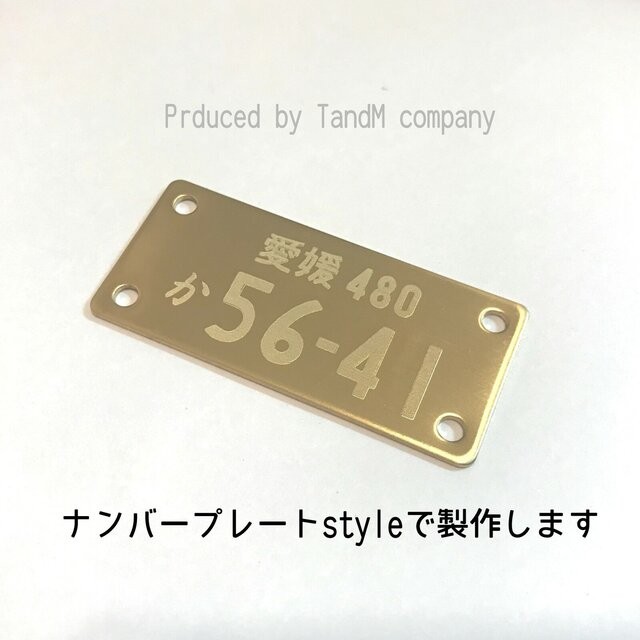 Prduced by TandM company
愛媛 480
か 56-41
ナンバープレートstyleで製作します